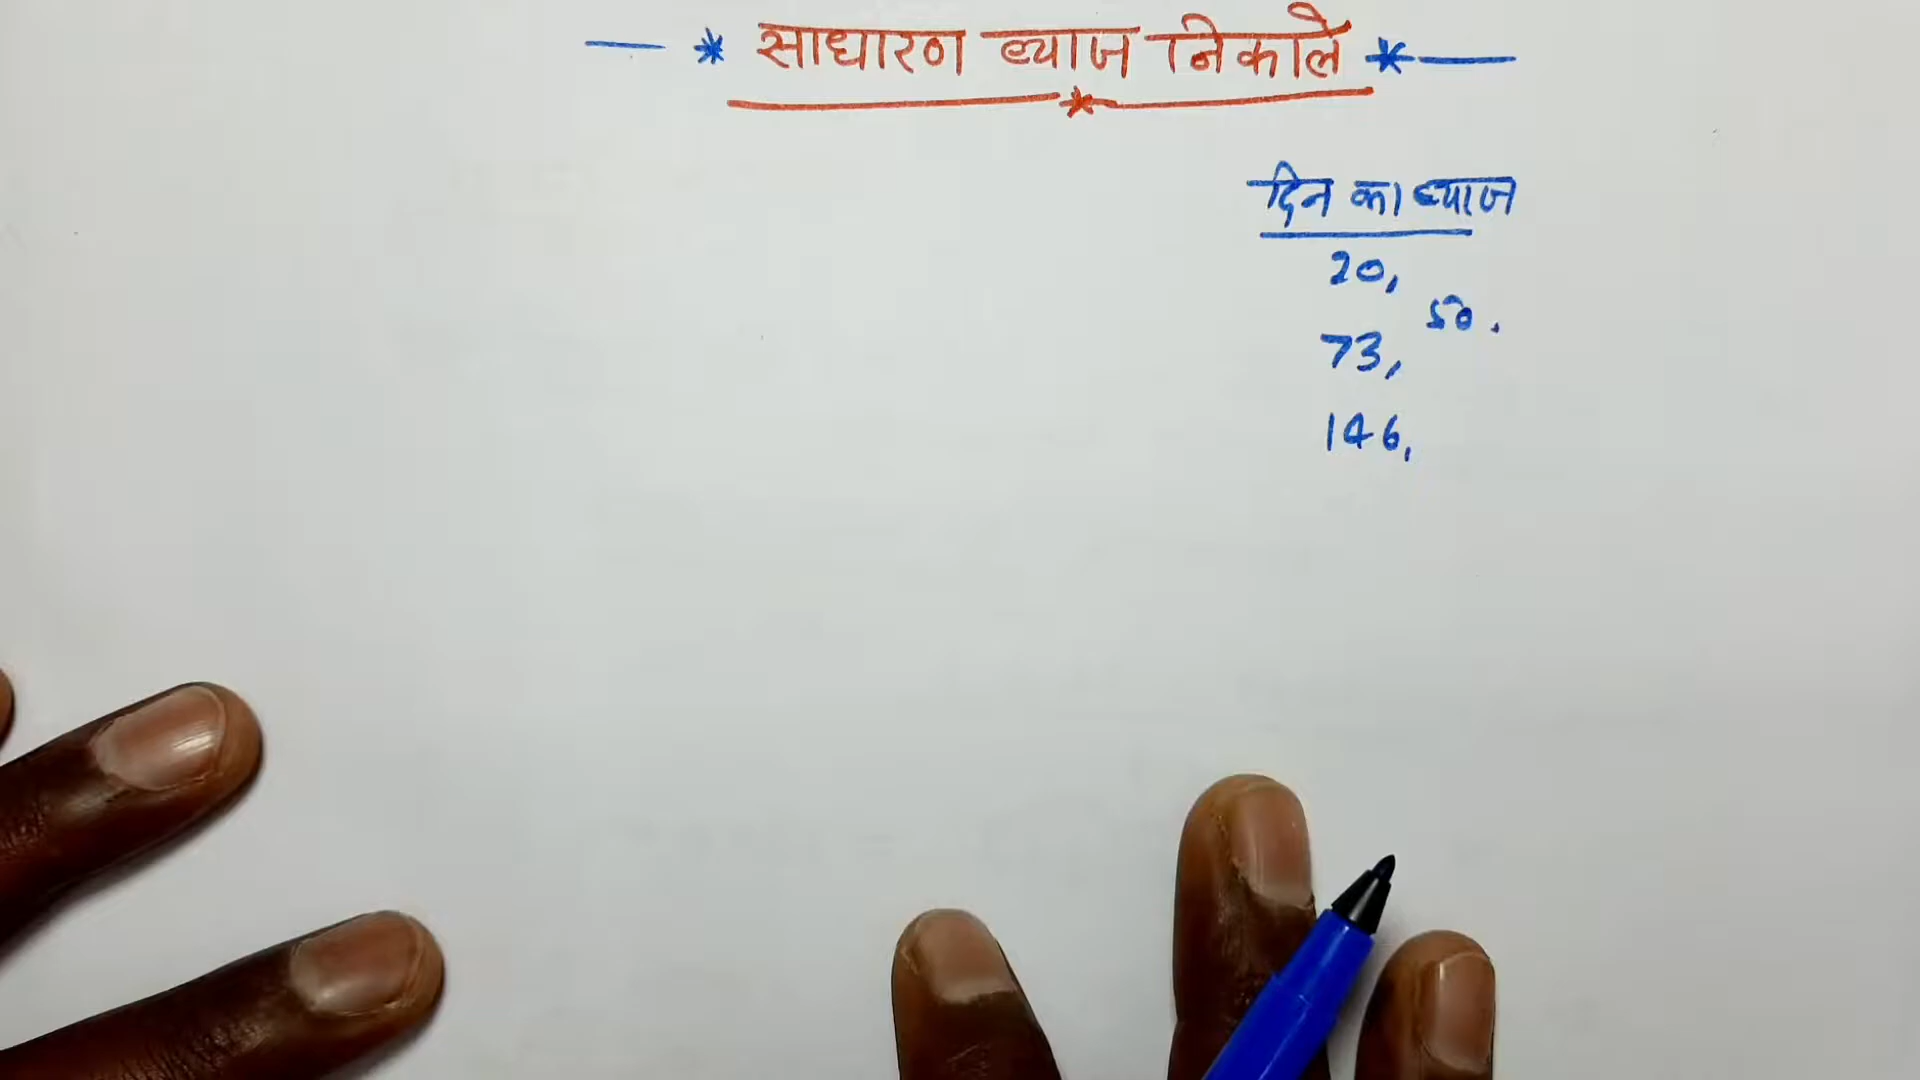 साधारण ब्याज निकाले
दिन का ब्याज
20,
50.
73,
146,